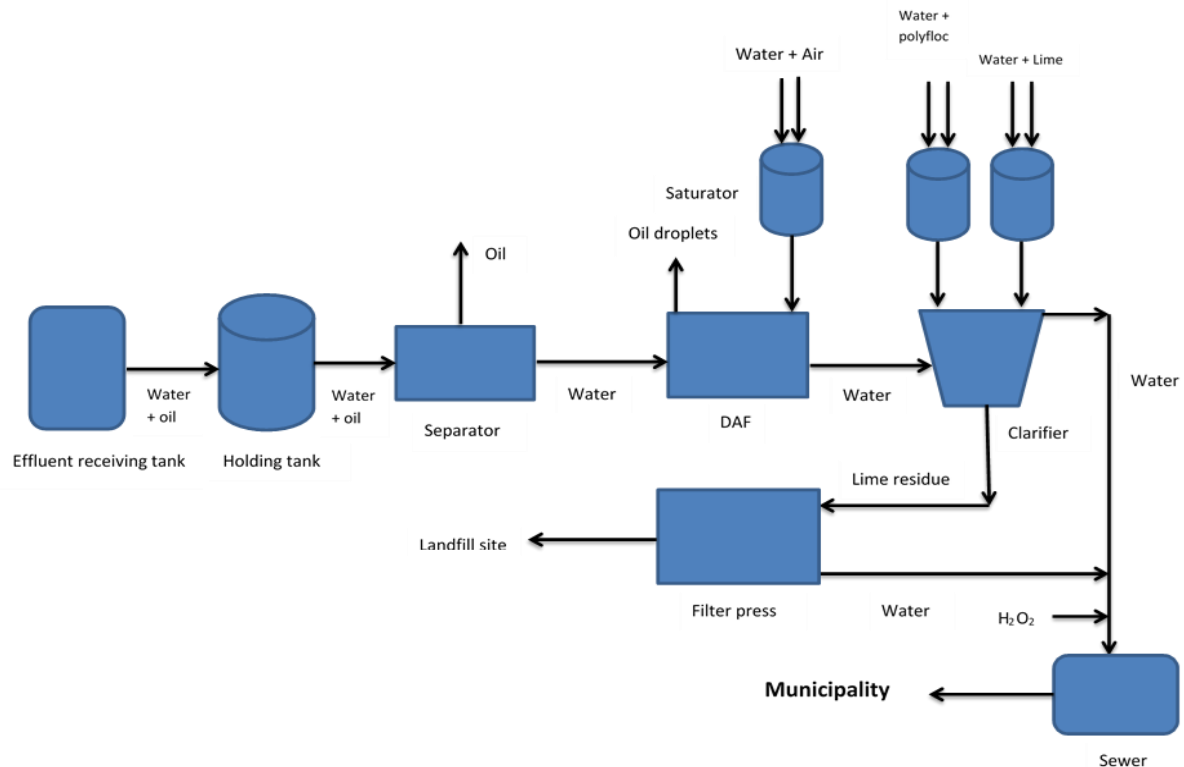 Water +
polyfloc
Water + Air
Water + Lime
Saturator
Oil droplets
Oil
Water
+ oil
Water
+ oil
Water
Water
Water
Separator
DAF
Clarifier
Effluent receiving tank
Holding tank
Lime residue
Landfill site
Filter press
Water
H₂O₂
Municipality
Sewer